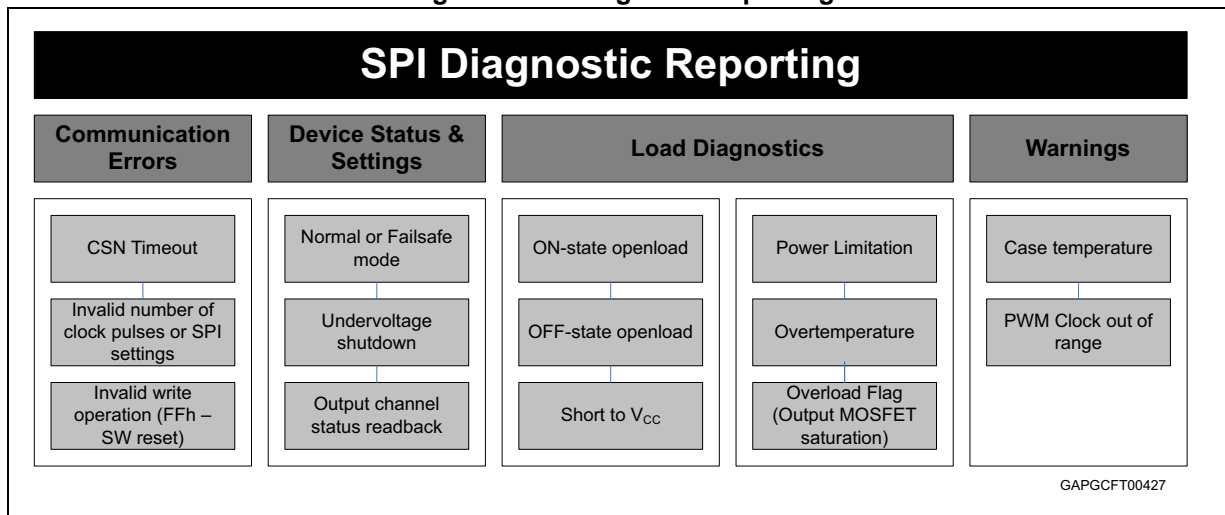 SPI Diagnostic Reporting
Communication
Errors
Device Status &
Settings
Load Diagnostics
Warnings
CSN Timeout
Invalid number of
clock pulses or SPI
settings
Invalid write
operation (FFh –
SW reset)
Normal or Failsafe
mode
Undervoltage
shutdown
Output channel
status readback
ON-state openload
OFF-state openload
Short to VCC
Power Limitation
Overtemperature
Overload Flag
(Output MOSFET
saturation)
Case temperature
PWM Clock out of
range
GAPGCFT00427